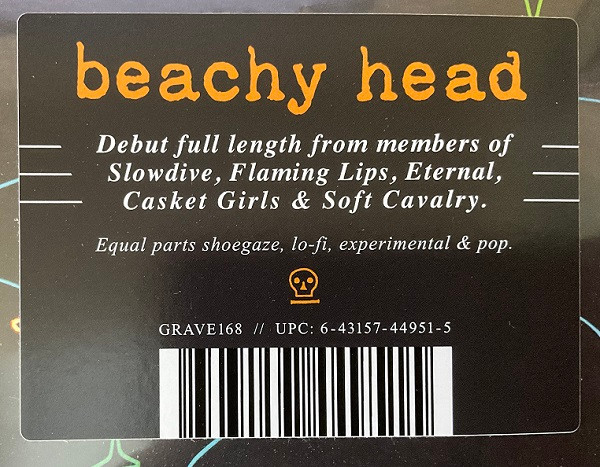 beachy head
Debut full length from members of
Slowdive, Flaming Lips, Eternal,
Casket Girls & Soft Cavalry.
Equal parts shoegaze, lo-fi, experimental & pop.
GRAVE168 // UPC: 6-43157-44951-5